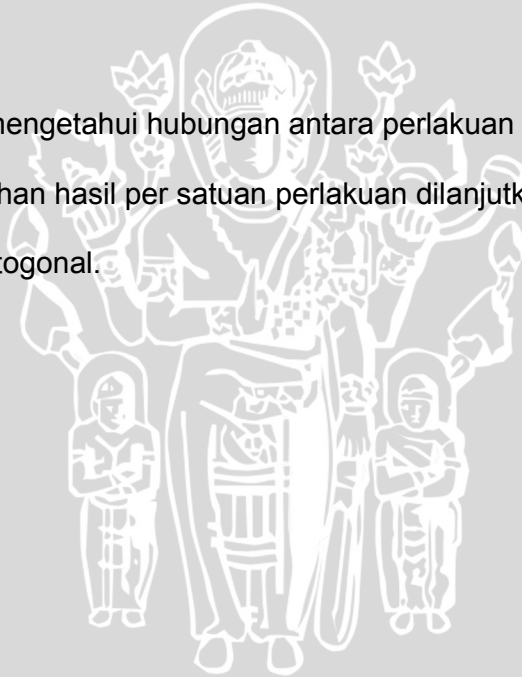 mengetahui hubungan antara perlakuan
han hasil per satuan perlakuan dilanjutk
togonal.